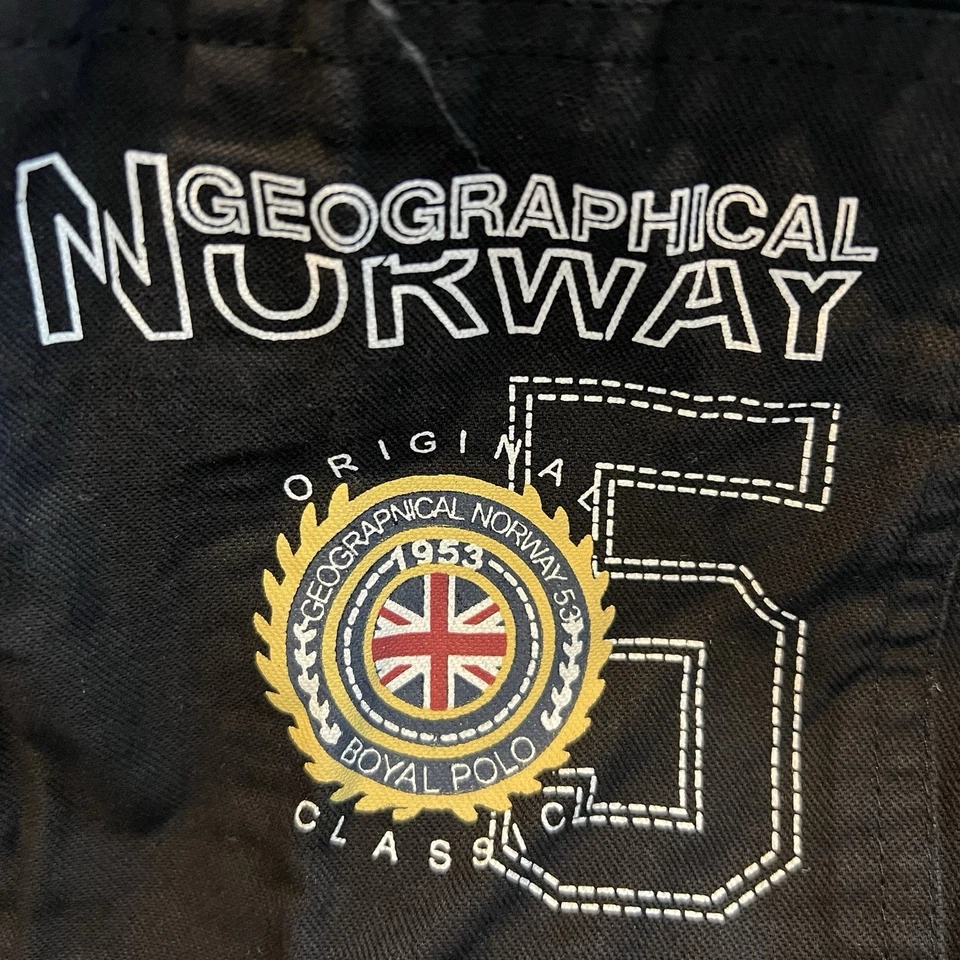 GEOGRAPHICAL
NORWAY
5
ORIGINAL
GEOGRAPNICAL NORWAY 53
1953
BOYAL POLO
CLASSIC